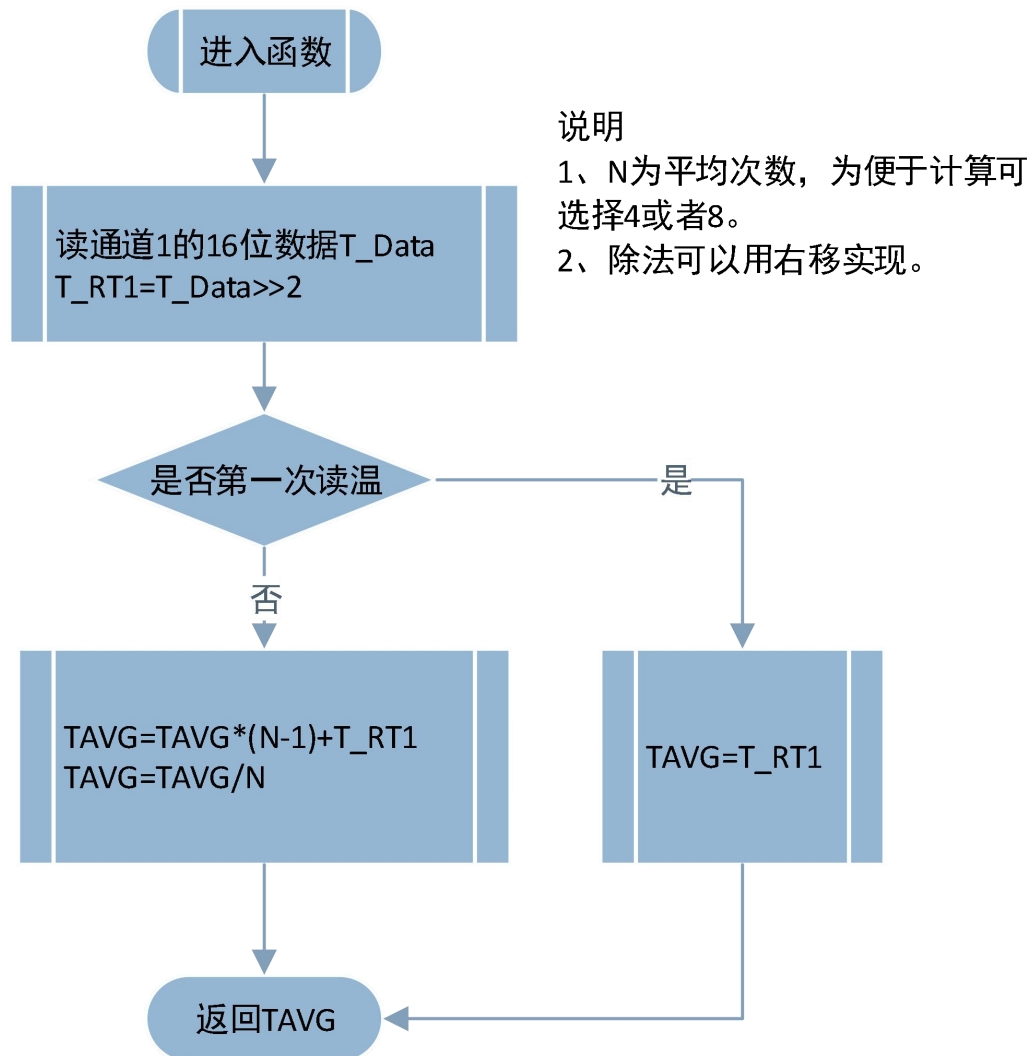 进入函数
说明
1、N为平均次数，为便于计算可
选择4或者8。
2、除法可以用右移实现。
读通道1的16位数据T_Data
T_RT1=T_Data>>2
是否第一次读温
是
否
TAVG=TAVG*(N-1)+T_RT1
TAVG=TAVG/N
TAVG=T_RT1
返回TAVG